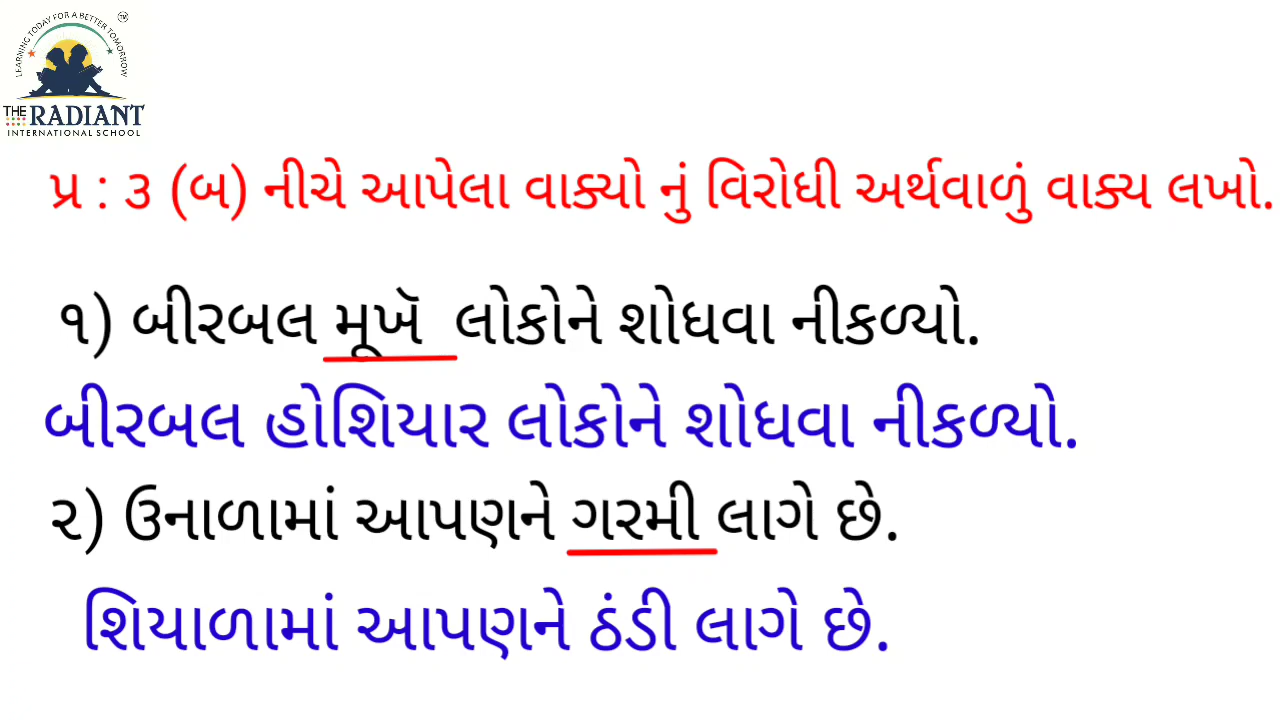 LEARNING TODAY FOR A BETTER TOMORROW
TM
THE RADIANT
INTERNATIONAL SCHOOL
પ્ર : ૩ (બ) નીચે આપેલા વાક્યો નું વિરોધી અર્થવાળું વાક્ય લખો.
૧) બીરબલ મૂખૅ લોકોને શોધવા નીકળ્યો.
બીરબલ હોશિયાર લોકોને શોધવા નીકળ્યો.
૨) ઉનાળામાં આપણને ગરમી લાગે છે.
શિયાળામાં આપણને ઠંડી લાગે છે.